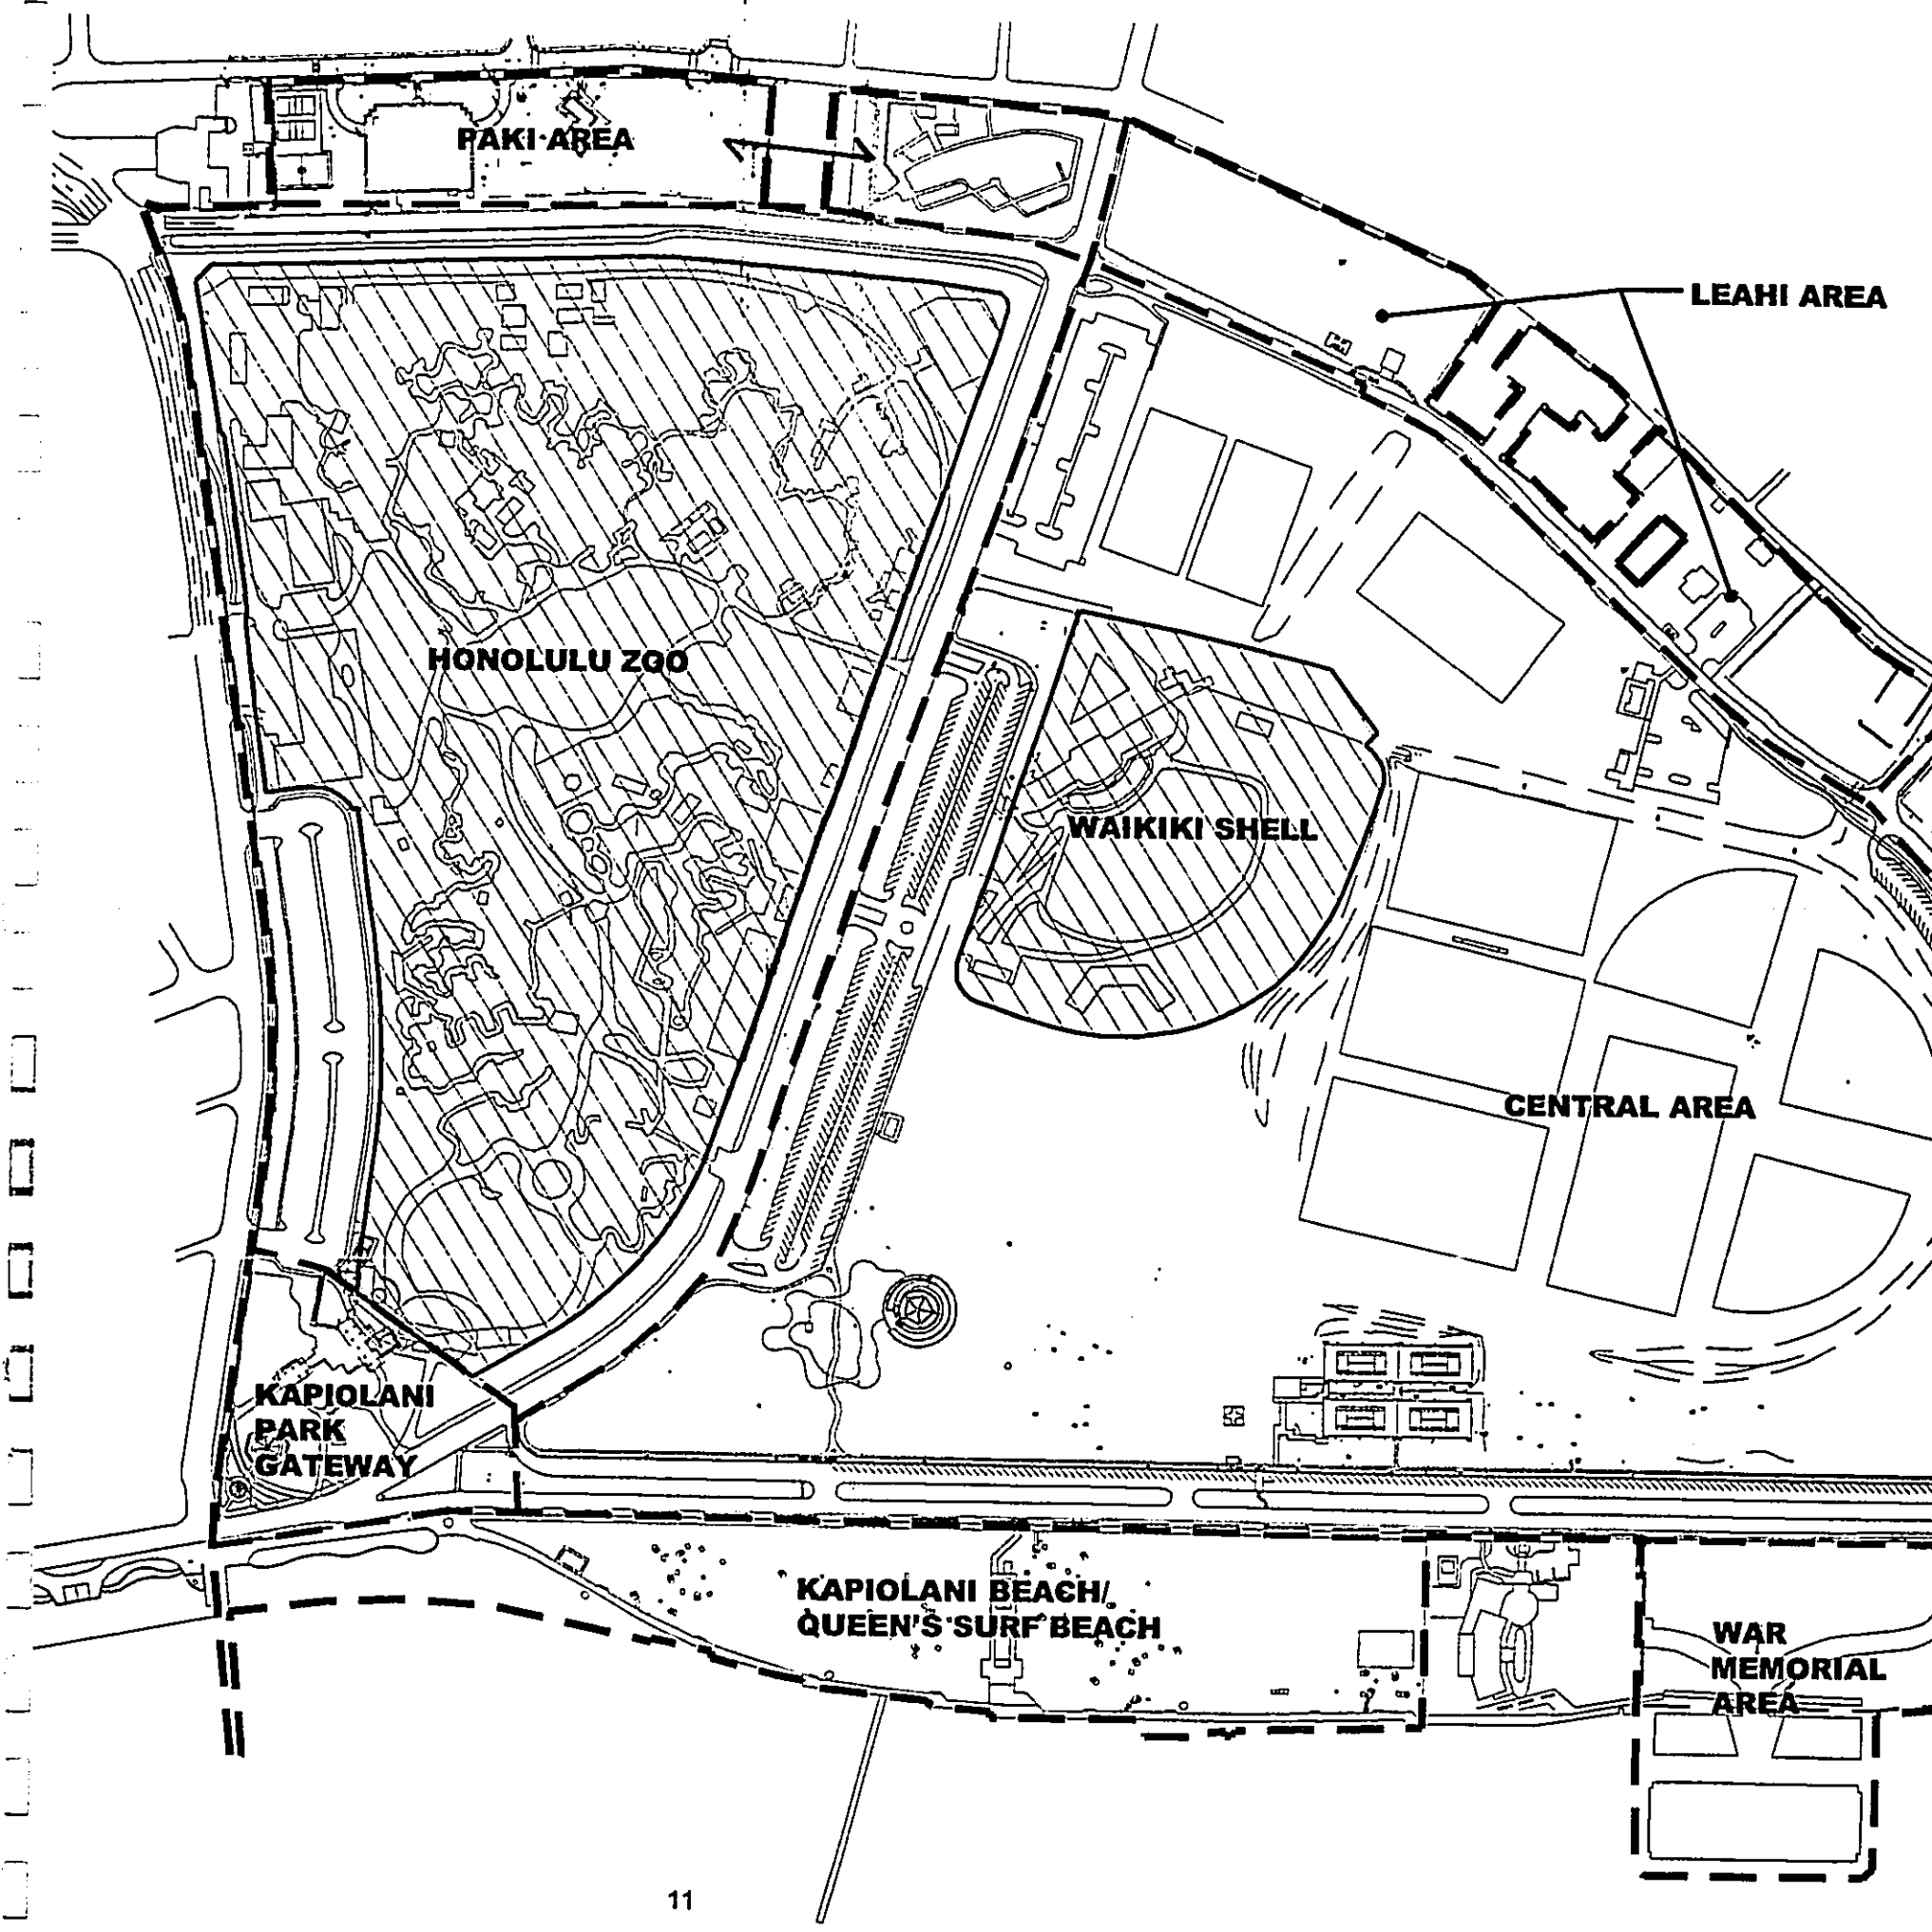 PAKI AREA
LEAHI AREA
HONOLULU ZOO
WAIKIKI SHELL
CENTRAL AREA
KAPIOLANI
PARK
GATEWAY
KAPIOLANI BEACH/
QUEEN'S SURF BEACH
WAR
MEMORIAL
AREA
11